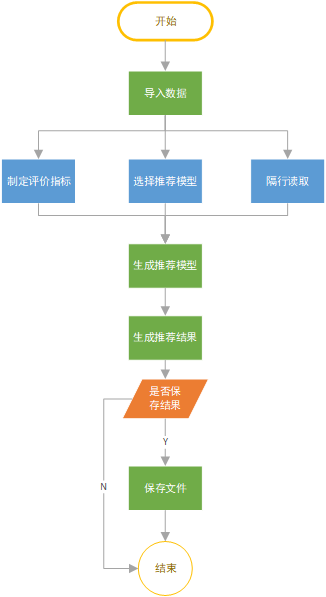 开始
导入数据
制定评价指标
选择推荐模型
隔行读取
生成推荐模型
生成推荐结果
是否保
存结果
Y
N
保存文件
结束